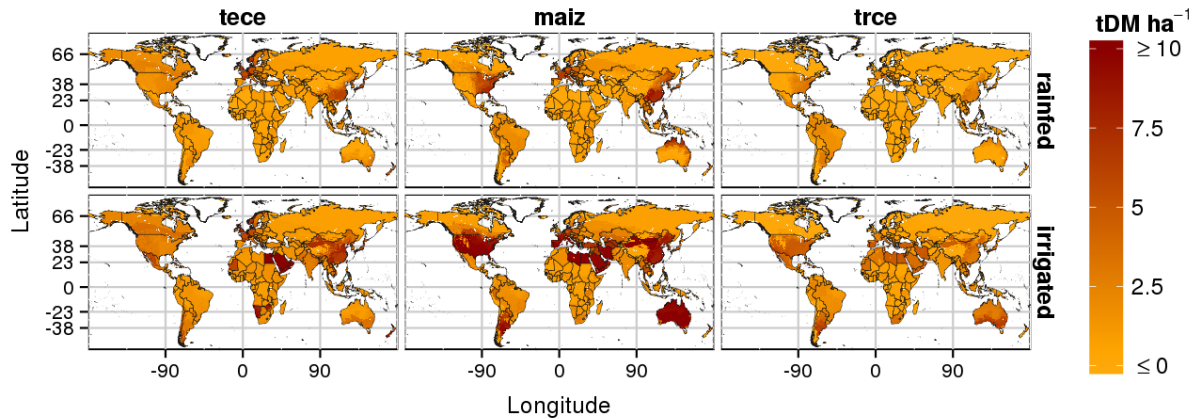 tece maiz trce
tDM ha⁻¹
66
38
23
0
-23
-38
rainfed
66
38
23
0
-23
-38
irrigated
≥ 10
7.5
5
2.5
≤ 0
-90 0 90 -90 0 90 -90 0 90
Latitude
Longitude